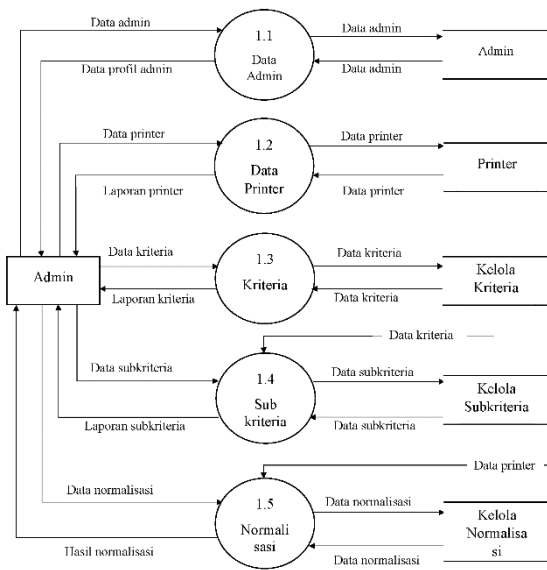 Data admin
1.1
Data
Admin
Data admin
Admin
Data profil admin
Data admin
Data printer
1.2
Data
Printer
Data printer
Printer
Laporan printer
Data printer
Admin
Data kriteria
1.3
Kriteria
Data kriteria
Kelola
Kriteria
Laporan kriteria
Data kriteria
Data kriteria
Data subkriteria
1.4
Sub
kriteria
Data subkriteria
Kelola
Subkriteria
Laporan subkriteria
Data subkriteria
Data printer
Data normalisasi
1.5
Normali
sasi
Data normalisasi
Kelola
Normalisa
si
Hasil normalisasi
Data normalisasi